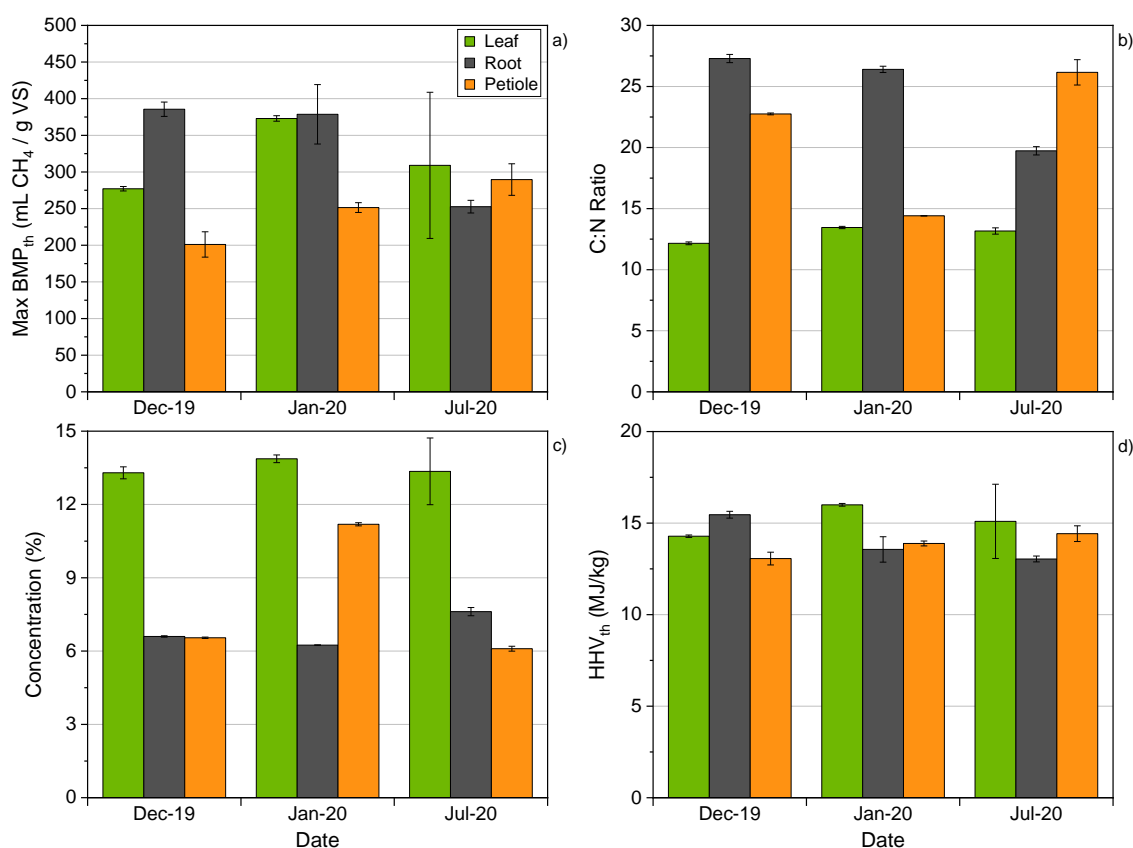 Max BMPth (mL CH4 / g VS)
500
450
400
350
300
250
200
150
100
50
0
Leaf
Root
Petiole
a)
Dec-19 Jan-20 Jul-20
C:N Ratio
30
25
20
15
10
5
0
b)
Dec-19 Jan-20 Jul-20
Concentration (%)
15
12
9
6
3
0
c)
Dec-19 Jan-20 Jul-20
Date
HHVth (MJ/kg)
20
15
10
5
0
d)
Dec-19 Jan-20 Jul-20
Date